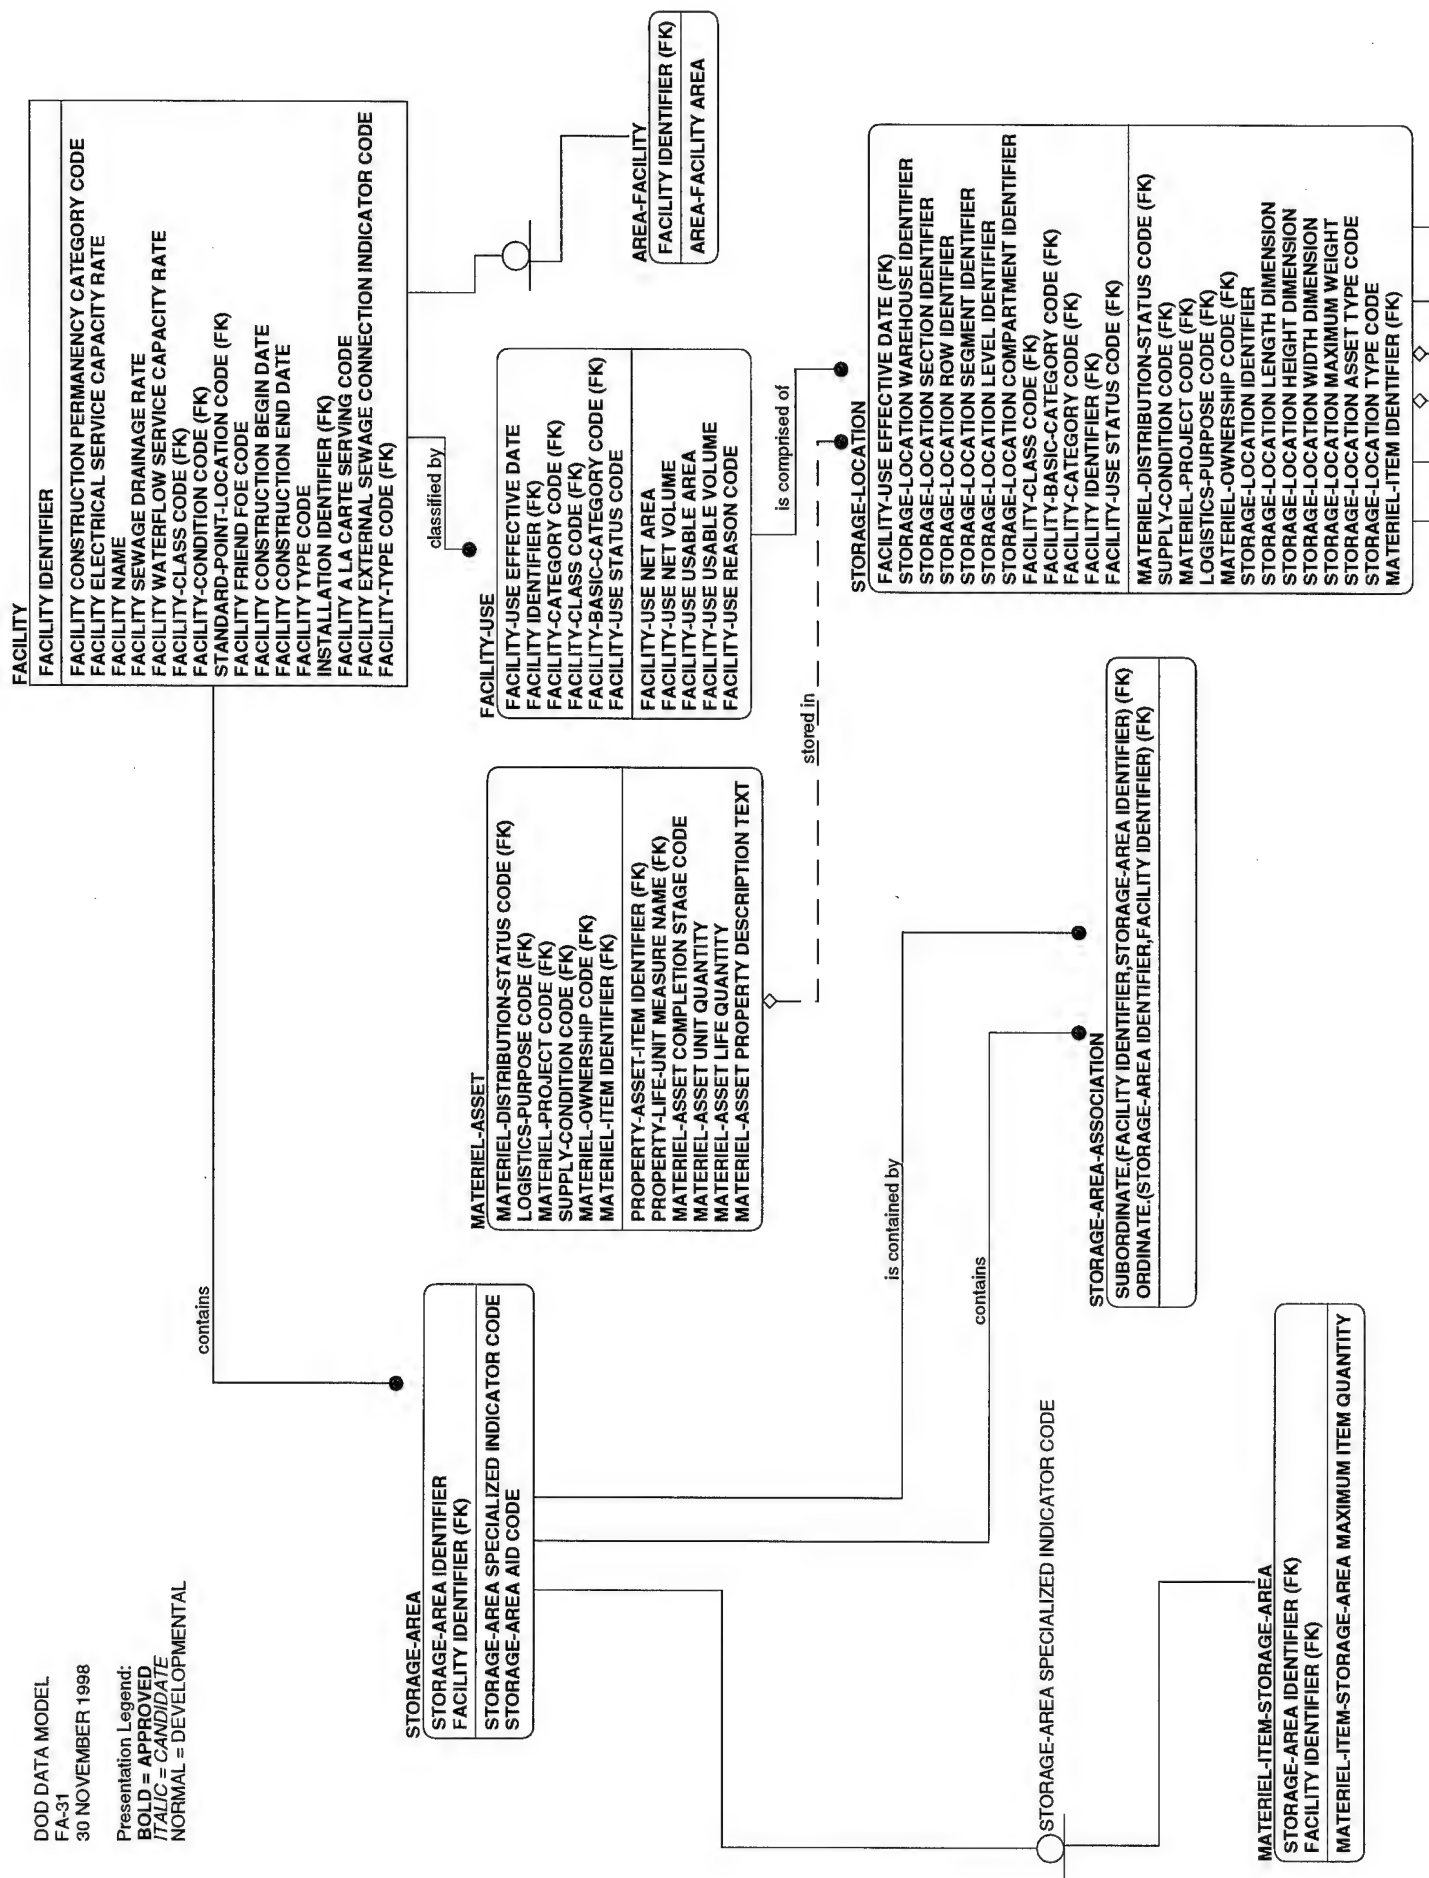 DOD DATA MODEL
FA-31
30 NOVEMBER 1998
Presentation Legend:
BOLD = APPROVED
ITALIC = CANDIDATE
NORMAL = DEVELOPMENTAL
FACILITY
FACILITY IDENTIFIER
FACILITY CONSTRUCTION PERMANENCY CATEGORY CODE
FACILITY ELECTRICAL SERVICE CAPACITY RATE
FACILITY NAME
FACILITY SEWAGE DRAINAGE RATE
FACILITY WATERFLOW SERVICE CAPACITY RATE
FACILITY-CLASS CODE (FK)
FACILITY-CONDITION CODE (FK)
STANDARD-POINT-LOCATION CODE (FK)
FACILITY FRIEND FOE CODE
FACILITY CONSTRUCTION BEGIN DATE
FACILITY CONSTRUCTION END DATE
FACILITY TYPE CODE
INSTALLATION IDENTIFIER (FK)
FACILITY A LA CARTE SERVING CODE
FACILITY EXTERNAL SEWAGE CONNECTION INDICATOR CODE
FACILITY-TYPE CODE (FK)
contains
classified by
STORAGE-AREA
STORAGE-AREA IDENTIFIER
FACILITY IDENTIFIER (FK)
STORAGE-AREA SPECIALIZED INDICATOR CODE
STORAGE-AREA AID CODE
MATERIEL-ASSET
MATERIEL-DISTRIBUTION-STATUS CODE (FK)
LOGISTICS-PURPOSE CODE (FK)
MATERIEL-PROJECT CODE (FK)
SUPPLY-CONDITION CODE (FK)
MATERIEL-OWNERSHIP CODE (FK)
MATERIEL-ITEM IDENTIFIER (FK)
PROPERTY-ASSET-ITEM IDENTIFIER (FK)
PROPERTY-LIFE-UNIT MEASURE NAME (FK)
MATERIEL-ASSET COMPLETION STAGE CODE
MATERIEL-ASSET UNIT QUANTITY
MATERIEL-ASSET LIFE QUANTITY
MATERIEL-ASSET PROPERTY DESCRIPTION TEXT
FACILITY-USE
FACILITY-USE EFFECTIVE DATE
FACILITY IDENTIFIER (FK)
FACILITY-CATEGORY CODE (FK)
FACILITY-CLASS CODE (FK)
FACILITY-BASIC-CATEGORY CODE (FK)
FACILITY-USE STATUS CODE
FACILITY-USE NET AREA
FACILITY-USE NET VOLUME
FACILITY-USE USABLE AREA
FACILITY-USE USABLE VOLUME
FACILITY-USE REASON CODE
AREA-FACILITY
FACILITY IDENTIFIER (FK)
AREA-FACILITY AREA
is comprised of
stored in
is contained by
contains
STORAGE-LOCATION
FACILITY-USE EFFECTIVE DATE (FK)
STORAGE-LOCATION WAREHOUSE IDENTIFIER
STORAGE-LOCATION SECTION IDENTIFIER
STORAGE-LOCATION ROW IDENTIFIER
STORAGE-LOCATION SEGMENT IDENTIFIER
STORAGE-LOCATION LEVEL IDENTIFIER
STORAGE-LOCATION COMPARTMENT IDENTIFIER
FACILITY-CLASS CODE (FK)
FACILITY-BASIC-CATEGORY CODE (FK)
FACILITY-CATEGORY CODE (FK)
FACILITY IDENTIFIER (FK)
FACILITY-USE STATUS CODE (FK)
MATERIEL-DISTRIBUTION-STATUS CODE (FK)
SUPPLY-CONDITION CODE (FK)
MATERIEL-PROJECT CODE (FK)
LOGISTICS-PURPOSE CODE (FK)
MATERIEL-OWNERSHIP CODE (FK)
STORAGE-LOCATION IDENTIFIER
STORAGE-LOCATION LENGTH DIMENSION
STORAGE-LOCATION HEIGHT DIMENSION
STORAGE-LOCATION WIDTH DIMENSION
STORAGE-LOCATION MAXIMUM WEIGHT
STORAGE-LOCATION ASSET TYPE CODE
STORAGE-LOCATION TYPE CODE
MATERIEL-ITEM IDENTIFIER (FK)
STORAGE-AREA SPECIALIZED INDICATOR CODE
STORAGE-AREA-ASSOCIATION
SUBORDINATE.(FACILITY IDENTIFIER,STORAGE-AREA IDENTIFIER) (FK)
ORDINATE.(STORAGE-AREA IDENTIFIER,FACILITY IDENTIFIER) (FK)
MATERIEL-ITEM-STORAGE-AREA
STORAGE-AREA IDENTIFIER (FK)
FACILITY IDENTIFIER (FK)
MATERIEL-ITEM-STORAGE-AREA MAXIMUM ITEM QUANTITY